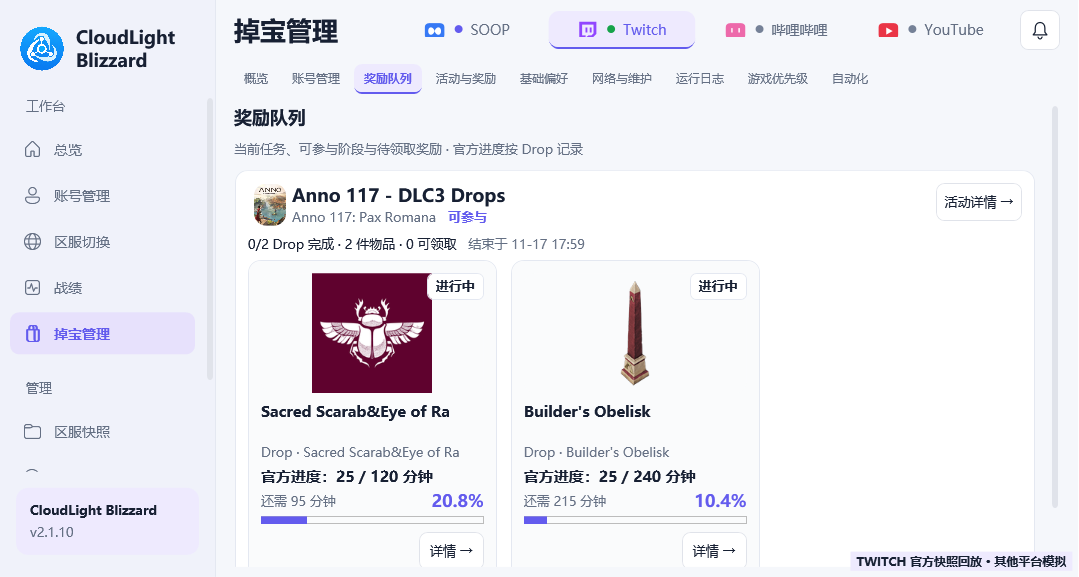 CloudLight
Blizzard
工作台
总览
账号管理
区服切换
战绩
掉宝管理
管理
区服快照
CloudLight Blizzard
v2.1.10
掉宝管理
SOOP
Twitch
哔哩哔哩
YouTube
概览
账号管理
奖励队列
活动与奖励
基础偏好
网络与维护
运行日志
游戏优先级
自动化
奖励队列
当前任务、可参与阶段与待领取奖励 · 官方进度按 Drop 记录
ANNO
Anno 117 - DLC3 Drops
Anno 117: Pax Romana 可参与
活动详情 →
0/2 Drop 完成 · 2 件物品 · 0 可领取 结束于 11-17 17:59
进行中
Sacred Scarab&Eye of Ra
Drop · Sacred Scarab&Eye of Ra
官方进度：25 / 120 分钟
还需 95 分钟 20.8%
详情 →
进行中
Builder's Obelisk
Drop · Builder's Obelisk
官方进度：25 / 240 分钟
还需 215 分钟 10.4%
详情 →
TWITCH 官方快照回放 • 其他平台模拟